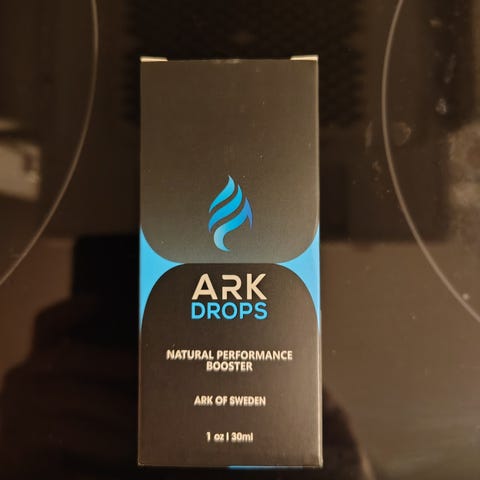 ARK
DROPS
NATURAL PERFORMANCE
BOOSTER
ARK OF SWEDEN
1 oz | 30ml